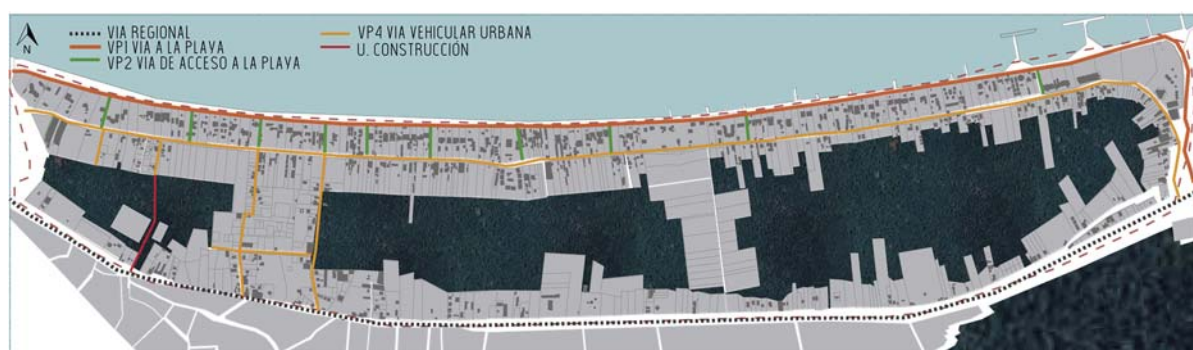 VIA REGIONAL
VP1 VIA A LA PLAYA
VP2 VIA DE ACCESO A LA PLAYA
VP4 VIA VEHICULAR URBANA
U. CONSTRUCCIÓN
N